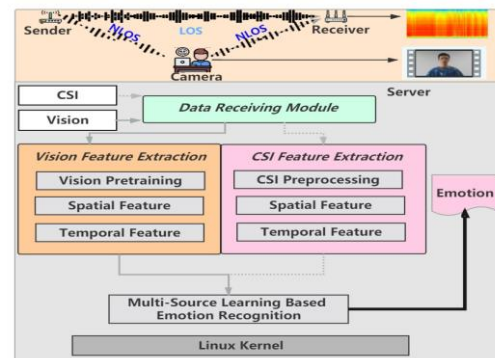 Sender
NLOS
LOS
NLOS
Receiver
Camera
Server
CSI
Vision
Data Receiving Module
Vision Feature Extraction
Vision Pretraining
Spatial Feature
Temporal Feature
CSI Feature Extraction
CSI Preprocessing
Spatial Feature
Temporal Feature
Emotion
Multi-Source Learning Based
Emotion Recognition
Linux Kernel